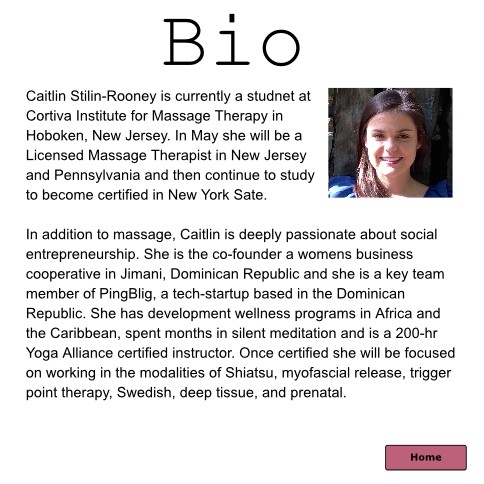 Bio
Caitlin Stilin-Rooney is currently a studnet at
Cortiva Institute for Massage Therapy in
Hoboken, New Jersey. In May she will be a
Licensed Massage Therapist in New Jersey
and Pennsylvania and then continue to study
to become certified in New York Sate.
In addition to massage, Caitlin is deeply passionate about social
entrepreneurship. She is the co-founder a womens business
cooperative in Jimani, Dominican Republic and she is a key team
member of PingBlig, a tech-startup based in the Dominican
Republic. She has development wellness programs in Africa and
the Caribbean, spent months in silent meditation and is a 200-hr
Yoga Alliance certified instructor. Once certified she will be focused
on working in the modalities of Shiatsu, myofascial release, trigger
point therapy, Swedish, deep tissue, and prenatal.
Home